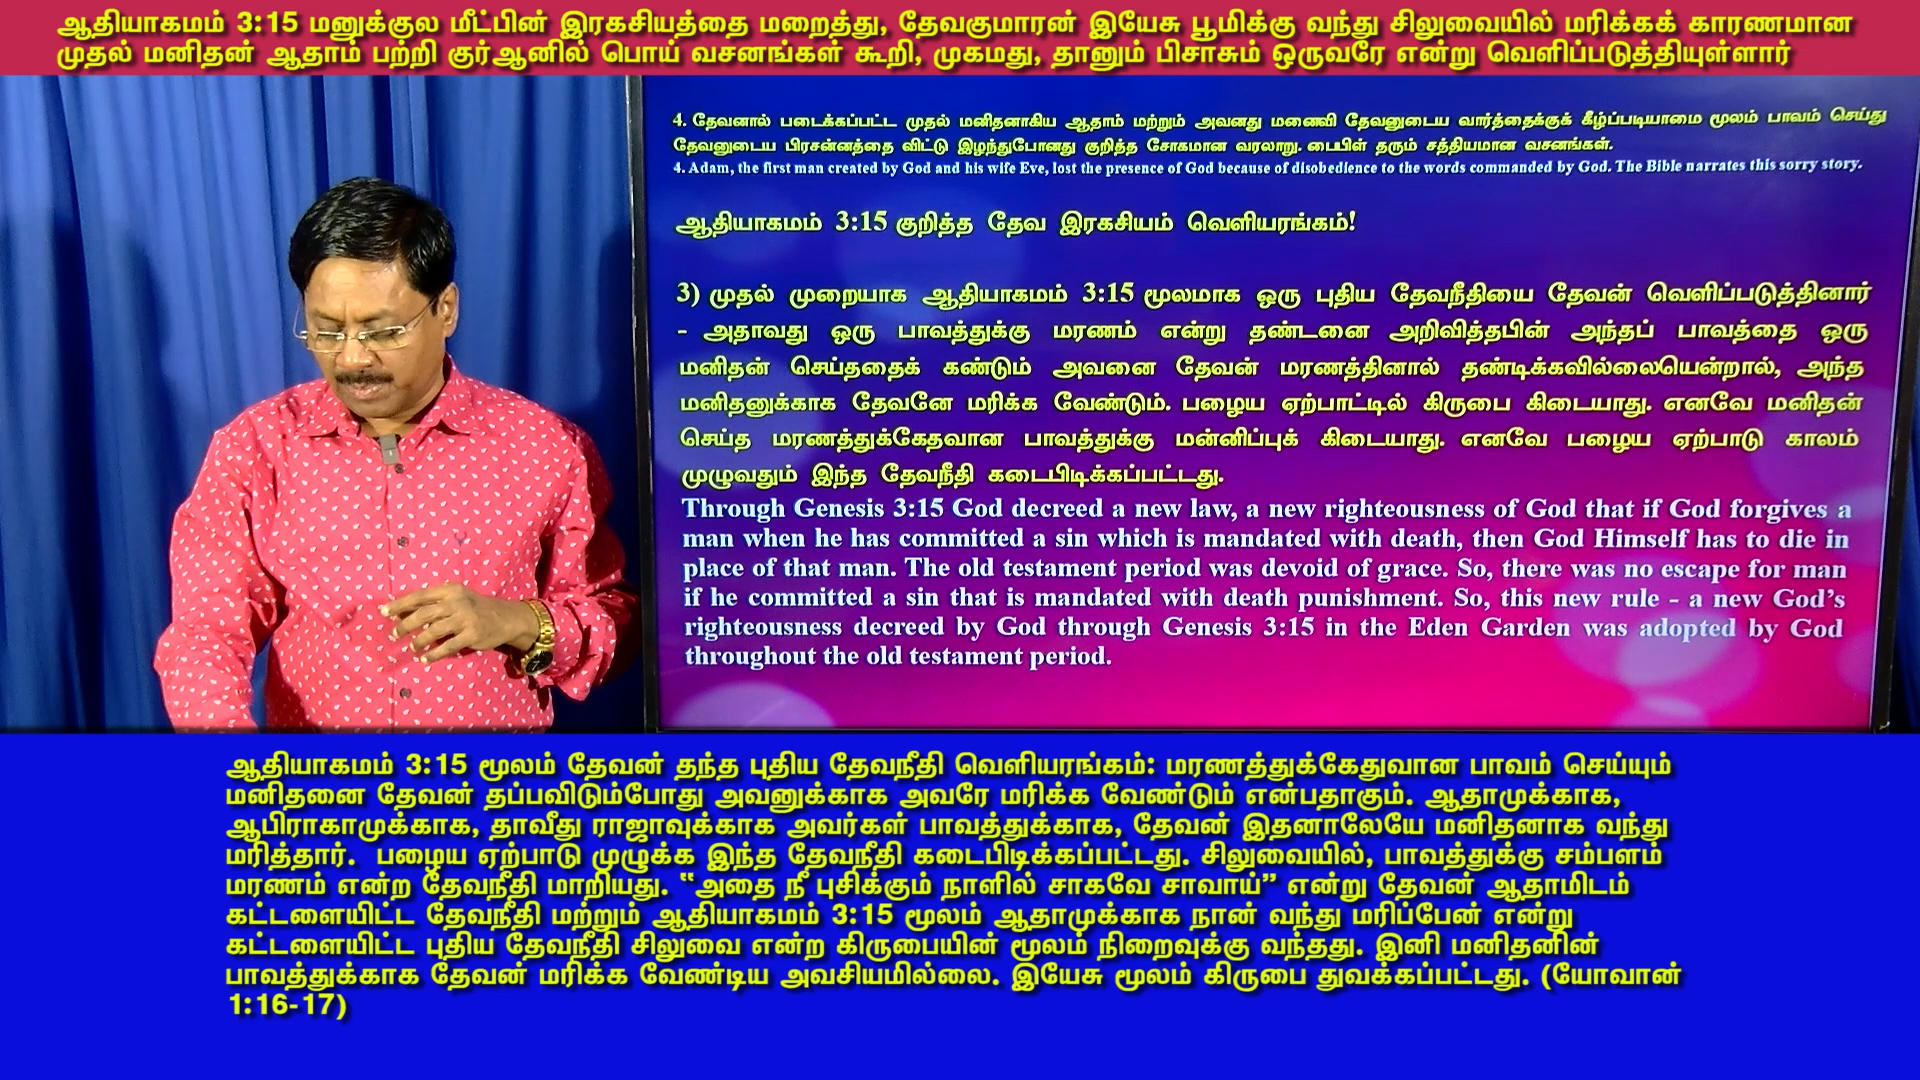 ஆதியாகமம் 3:15 மனுக்குல மீட்பின் இரகசியத்தை மறைத்து, தேவகுமாரன் இயேசு பூமிக்கு வந்து சிலுவையில் மரிக்கக் காரணமான
முதல் மனிதன் ஆதாம் பற்றி குர்ஆனில் பொய் வசனங்கள் கூறி, முகமது, தானும் பிசாசும் ஒருவரே என்று வெளிப்படுத்தியுள்ளார்
4. தேவனால் படைக்கப்பட்ட முதல் மனிதனாகிய ஆதாம் மற்றும் அவனது மனைவி தேவனுடைய வார்த்தைக்குக் கீழ்ப்படியாமை மூலம் பாவம் செய்து
தேவனுடைய பிரசன்னத்தை விட்டு இழந்துபோனது குறித்த சோகமான வரலாறு. பைபிள் தரும் சத்தியமான வசனங்கள்.
4. Adam, the first man created by God and his wife Eve, lost the presence of God because of disobedience to the words commanded by God. The Bible narrates this sorry story.
ஆதியாகமம் 3:15 குறித்த தேவ இரகசியம் வெளியரங்கம்!
3) முதல் முறையாக ஆதியாகமம் 3:15 மூலமாக ஒரு புதிய தேவநீதியை தேவன் வெளிப்படுத்தினார்
- அதாவது ஒரு பாவத்துக்கு மரணம் என்று தண்டனை அறிவித்தபின் அந்தப் பாவத்தை ஒரு
மனிதன் செய்ததைக் கண்டும் அவனை தேவன் மரணத்தினால் தண்டிக்கவில்லையென்றால், அந்த
மனிதனுக்காக தேவனே மரிக்க வேண்டும். பழைய ஏற்பாட்டில் கிருபை கிடையாது. எனவே மனிதன்
செய்த மரணத்துக்கேதவான பாவத்துக்கு மன்னிப்புக் கிடையாது. எனவே பழைய ஏற்பாடு காலம்
முழுவதும் இந்த தேவநீதி கடைபிடிக்கப்பட்டது.
Through Genesis 3:15 God decreed a new law, a new righteousness of God that if God forgives a
man when he has committed a sin which is mandated with death, then God Himself has to die in
place of that man. The old testament period was devoid of grace. So, there was no escape for man
if he committed a sin that is mandated with death punishment. So, this new rule - a new God's
righteousness decreed by God through Genesis 3:15 in the Eden Garden was adopted by God
throughout the old testament period.
ஆதியாகமம் 3:15 மூலம் தேவன் தந்த புதிய தேவநீதி வெளியரங்கம்: மரணத்துக்கேதுவான பாவம் செய்யும்
மனிதனை தேவன் தப்பவிடும்போது அவனுக்காக அவரே மரிக்க வேண்டும் என்பதாகும். ஆதாமுக்காக,
ஆபிராகாமுக்காக, தாவீது ராஜாவுக்காக அவர்கள் பாவத்துக்காக, தேவன் இதனாலேயே மனிதனாக வந்து
மரித்தார். பழைய ஏற்பாடு முழுக்க இந்த தேவநீதி கடைபிடிக்கப்பட்டது. சிலுவையில், பாவத்துக்கு சம்பளம்
மரணம் என்ற தேவநீதி மாறியது. "அதை நீ புசிக்கும் நாளில் சாகவே சாவாய்" என்று தேவன் ஆதாமிடம்
கட்டளையிட்ட தேவநீதி மற்றும் ஆதியாகமம் 3:15 மூலம் ஆதாமுக்காக நான் வந்து மரிப்பேன் என்று
கட்டளையிட்ட புதிய தேவநீதி சிலுவை என்ற கிருபையின் மூலம் நிறைவுக்கு வந்தது. இனி மனிதனின்
பாவத்துக்காக தேவன் மரிக்க வேண்டிய அவசியமில்லை. இயேசு மூலம் கிருபை துவக்கப்பட்டது. (யோவான்
1:16-17)